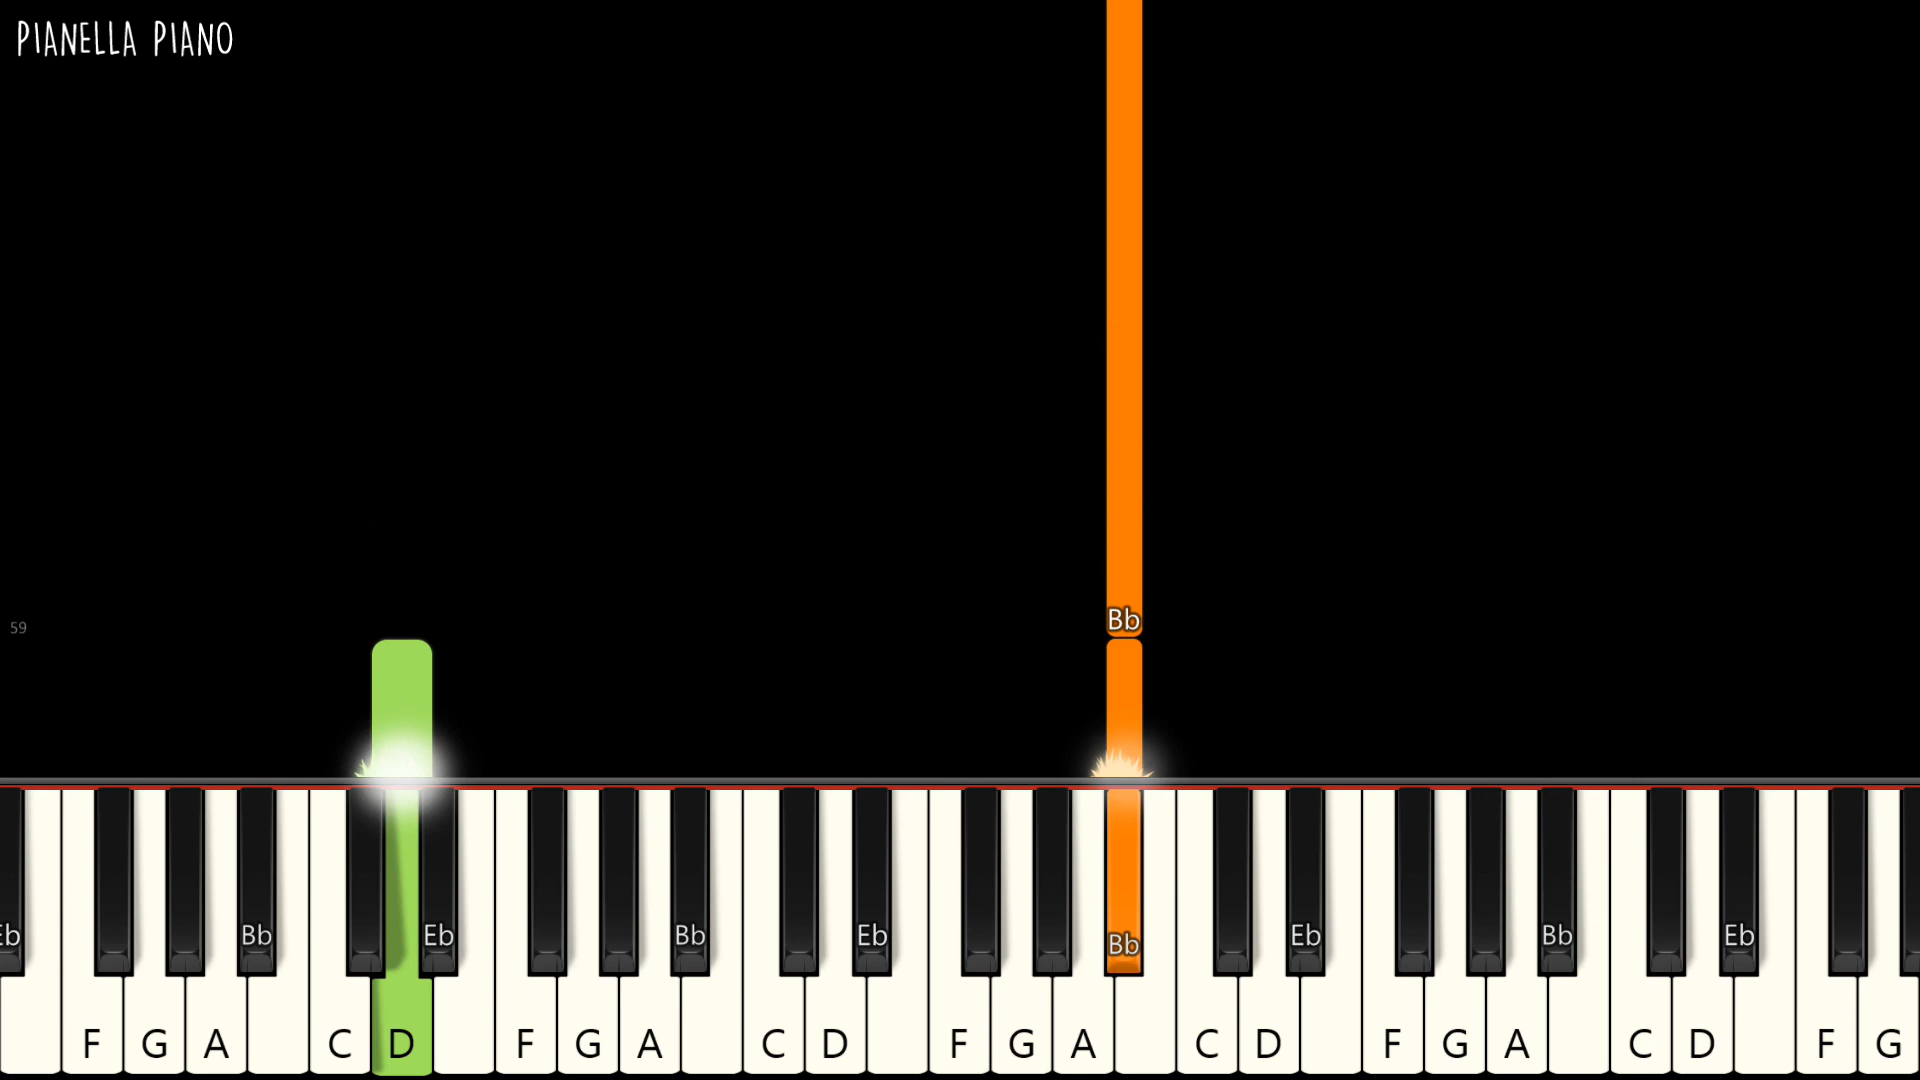 PIANELLA PIANO
Bb
59
Eb Bb Eb Bb Eb Bb Eb Bb Eb
F G A C D F G A C D F G A C D F G A C D F G